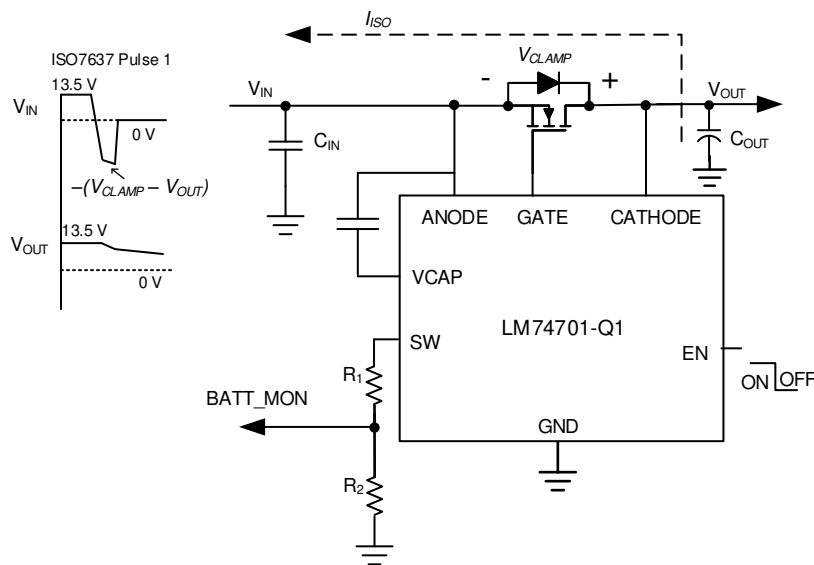 I_ISO
ISO7637 Pulse 1
V_CLAMP
13.5 V
- +
V_IN
V_IN
V_OUT
0 V
C_IN
C_OUT
–(V_CLAMP – V_OUT)
ANODE GATE CATHODE
V_OUT
13.5 V
0 V
VCAP
LM74701-Q1
SW
EN
R_1
ON OFF
BATT_MON
GND
R_2